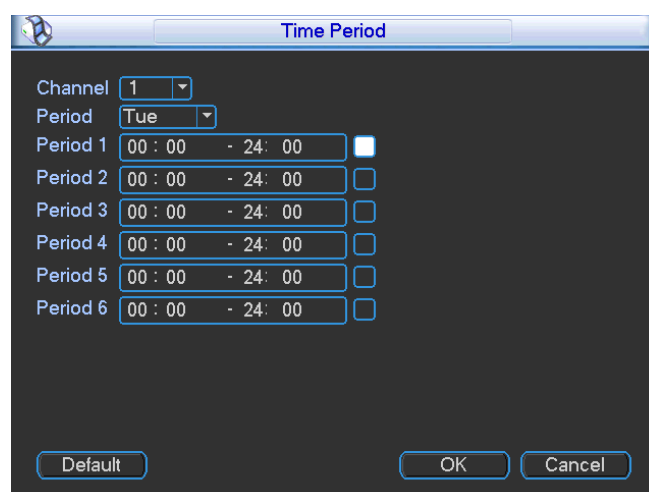 Time Period
Channel 1
Period Tue
Period 1 00 : 00 - 24: 00
Period 2 00 : 00 - 24: 00
Period 3 00 : 00 - 24: 00
Period 4 00 : 00 - 24: 00
Period 5 00 : 00 - 24: 00
Period 6 00 : 00 - 24: 00
Default OK Cancel